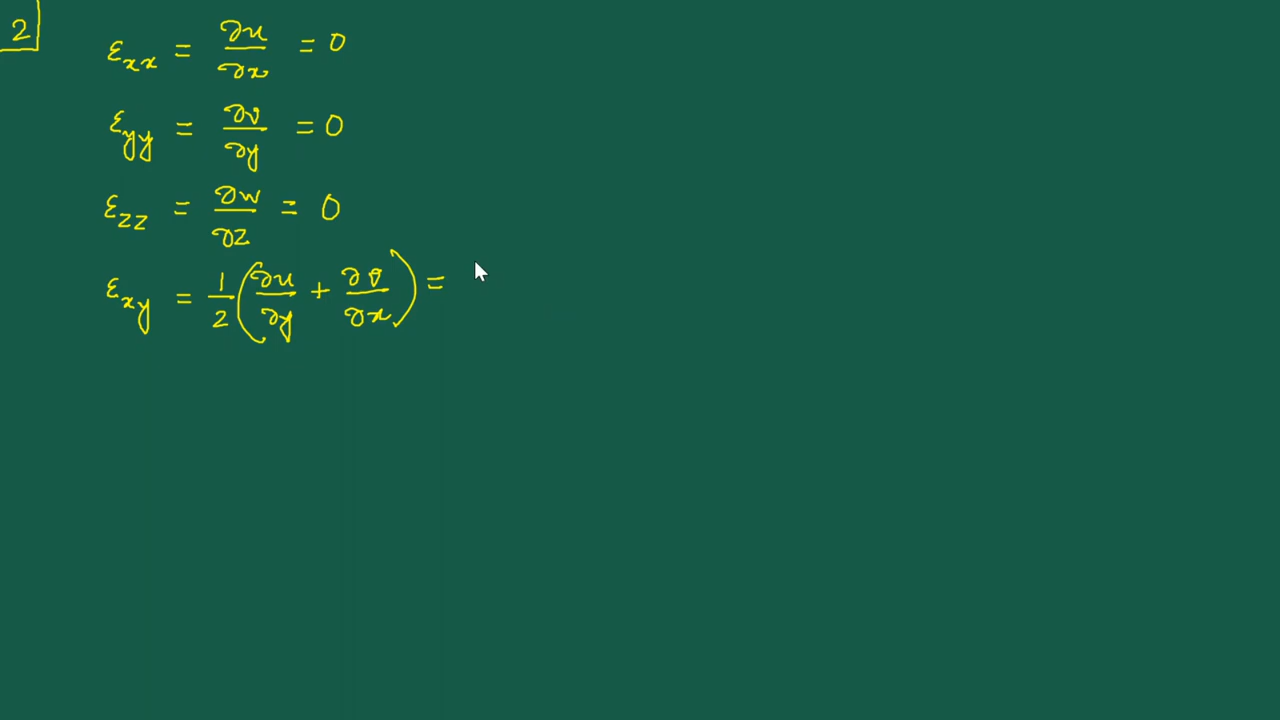 2
εxx = ∂u/∂x = 0
εyy = ∂v/∂y = 0
εzz = ∂w/∂z = 0
εxy = 1/2 (∂u/∂y + ∂v/∂x) =